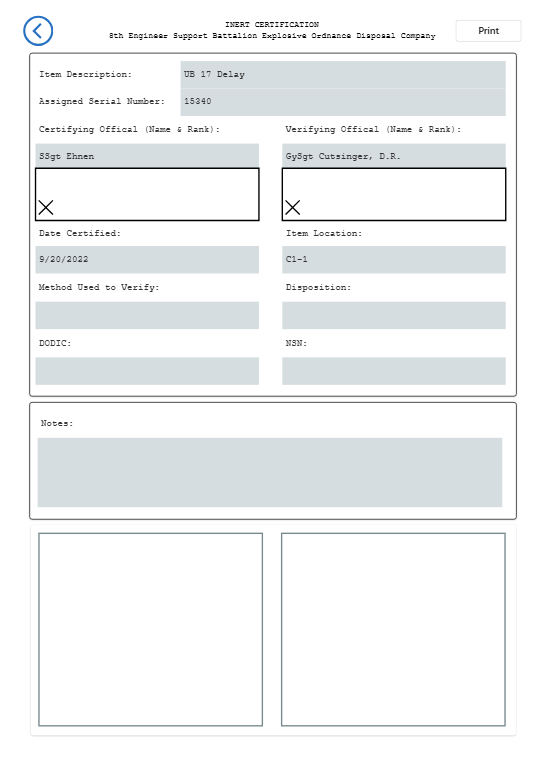 INERT CERTIFICATION
8th Engineer Support Battalion Explosive Ordnance Disposal Company
Print
Item Description: UB 17 Delay
Assigned Serial Number: 15340
Certifying Offical (Name & Rank): Verifying Offical (Name & Rank):
SSgt Ehnen GySgt Cutsinger, D.R.
Date Certified: Item Location:
9/20/2022 C1-1
Method Used to Verify: Disposition:
DODIC: NSN:
Notes: